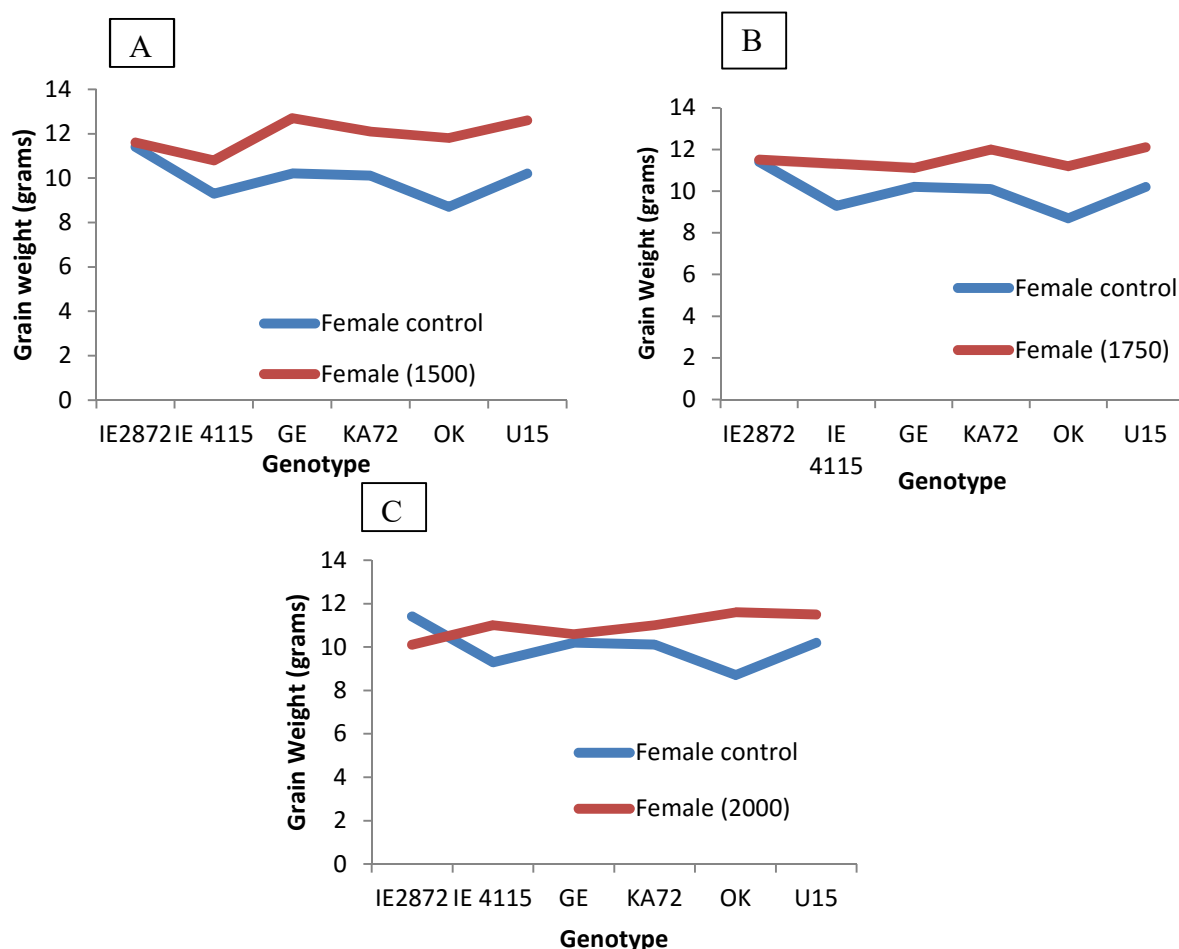 A
Grain weight (grams)
14
12
10
8
6
4
2
0
Female control
Female (1500)
IE2872 IE 4115 GE KA72 OK U15
Genotype
B
Grain Weight (grams)
14
12
10
8
6
4
2
0
Female control
Female (1750)
IE2872 IE GE KA72 OK U15
4115
Genotype
C
Grain Weight (grams)
14
12
10
8
6
4
2
0
Female control
Female (2000)
IE2872 IE 4115 GE KA72 OK U15
Genotype